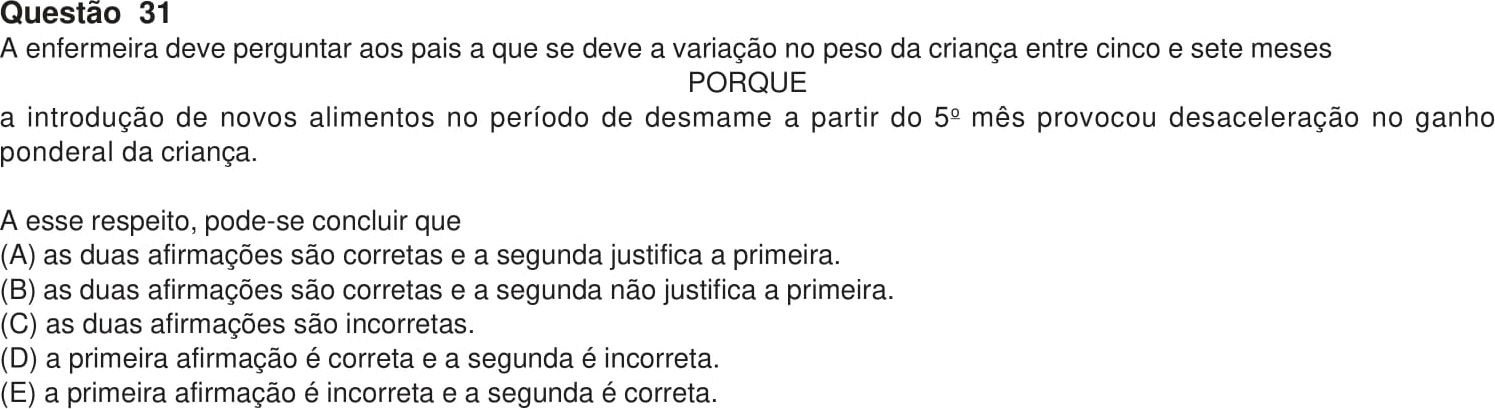 Questão 31
A enfermeira deve perguntar aos pais a que se deve a variação no peso da criança entre cinco e sete meses
PORQUE
a introdução de novos alimentos no período de desmame a partir do 5º mês provocou desaceleração no ganho
ponderal da criança.
A esse respeito, pode-se concluir que
(A) as duas afirmações são corretas e a segunda justifica a primeira.
(B) as duas afirmações são corretas e a segunda não justifica a primeira.
(C) as duas afirmações são incorretas.
(D) a primeira afirmação é correta e a segunda é incorreta.
(E) a primeira afirmação é incorreta e a segunda é correta.